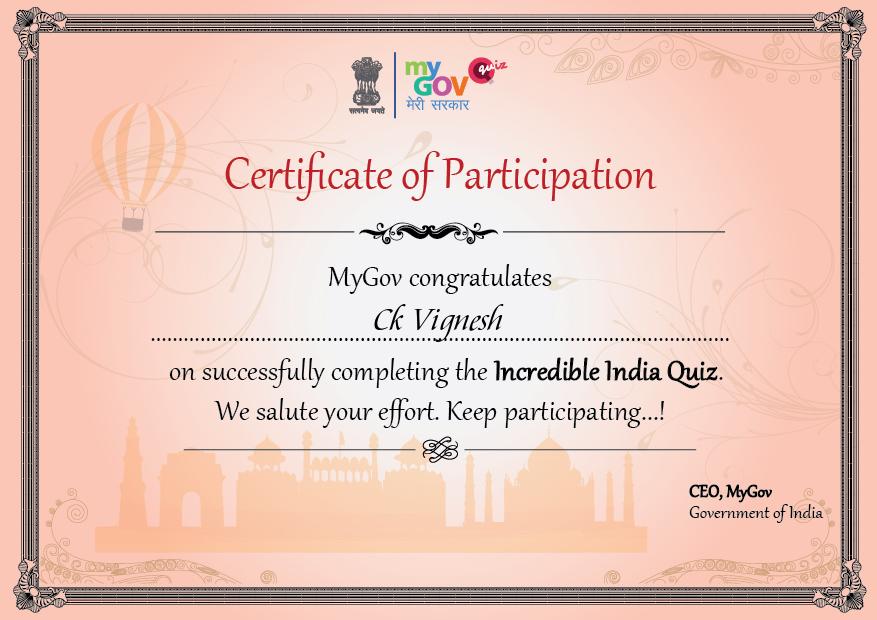 सत्यमेव जयते
my
GOV
quiz
मेरी सरकार
Certificate of Participation
MyGov congratulates
Ck Vignesh
on successfully completing the Incredible India Quiz.
We salute your effort. Keep participating...!
CEO, MyGov
Government of India